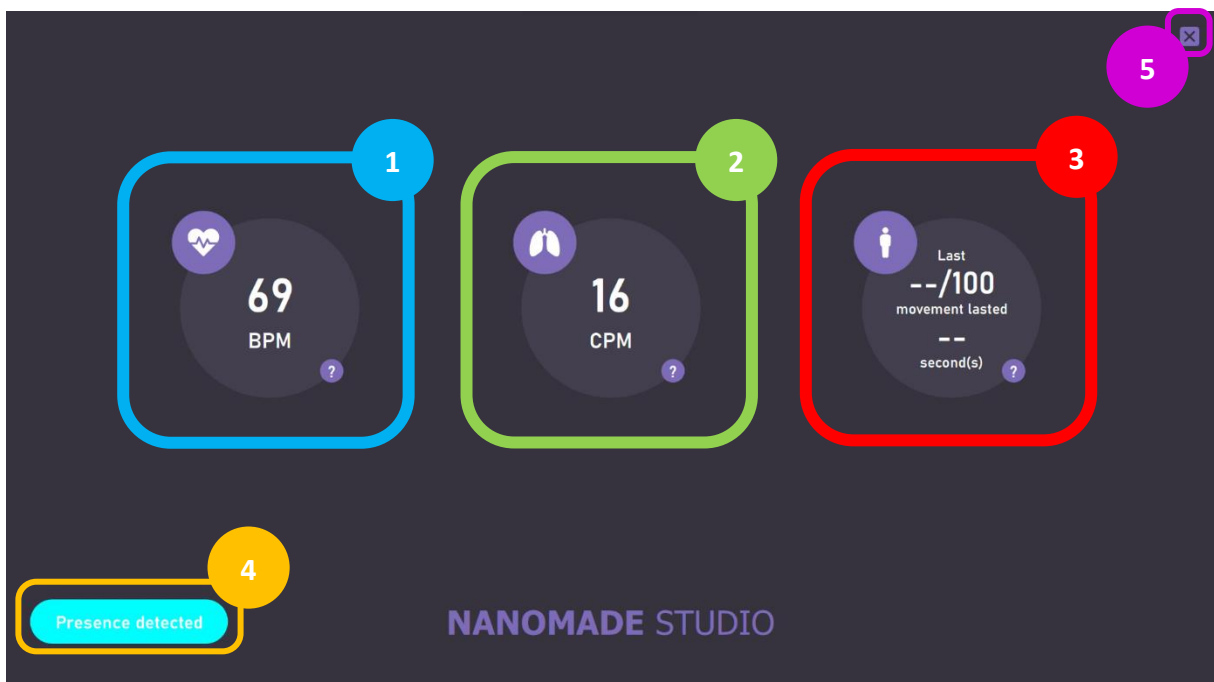 5
1
2
3
69
BPM
?
16
CPM
?
Last
--/100
movement lasted
--
second(s)
?
4
Presence detected
NANOMADE STUDIO